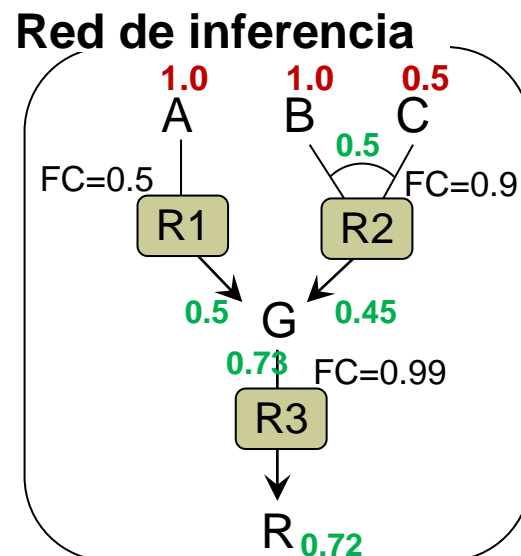 Red de inferencia
1.0 1.0 0.5
A B C
0.5
FC=0.5 FC=0.9
R1 R2
0.5 G 0.45
0.73 FC=0.99
R3
R 0.72